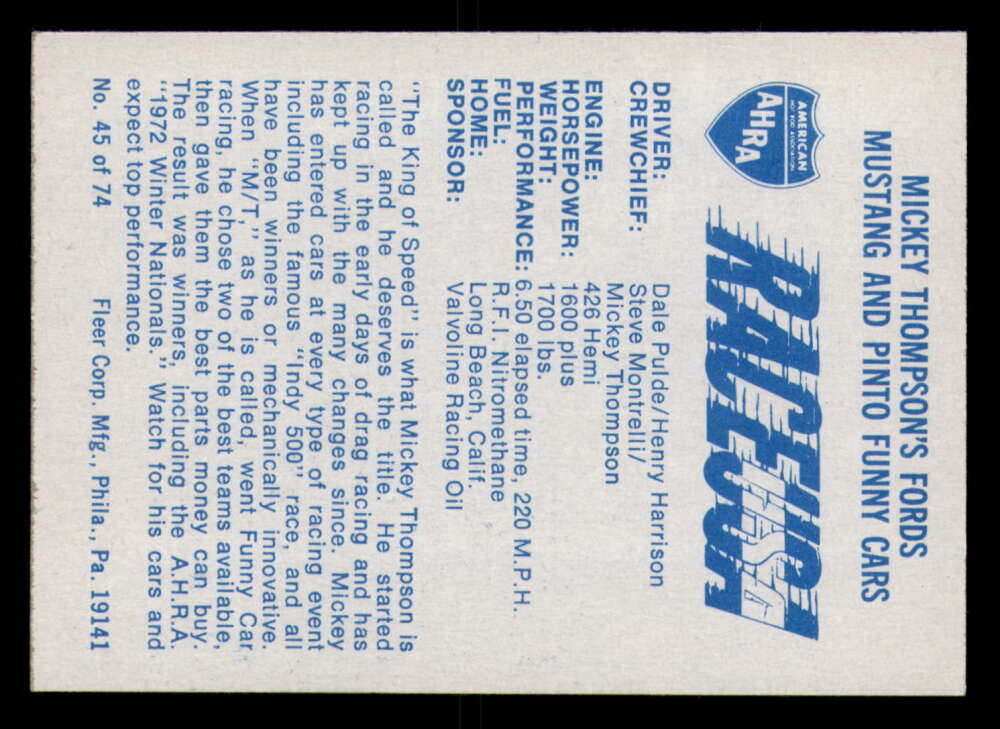 MICKEY THOMPSON'S FORDS
MUSTANG AND PINTO FUNNY CARS
AMERICAN
HOT ROD ASSOCIATION
AHRA
RACING
USA
DRIVER: Dale Pulde/Henry Harrison
CREWCHIEF: Steve Montrelli/
Mickey Thompson
ENGINE: 426 Hemi
HORSEPOWER: 1600 plus
WEIGHT: 1700 lbs.
PERFORMANCE: 6.50 elapsed time, 220 M.P.H.
FUEL: R.F.I. Nitromethane
HOME: Long Beach, Calif.
SPONSOR: Valvoline Racing Oil
"The King of Speed" is what Mickey Thompson is
called and he deserves the title. He started
racing in the early days of drag racing and has
kept up with the many changes since. Mickey
has entered cars at every type of racing event
including the famous "Indy 500" race, and all
have been winners or mechanically innovative.
When "M/T," as he is called, went Funny Car
racing, he chose two of the best teams available,
then gave them the best parts money can buy.
The result was winners, including the A.H.R.A.
"1972 Winter Nationals." Watch for his cars and
expect top performance.
No. 45 of 74 Fleer Corp. Mfg., Phila., Pa. 19141